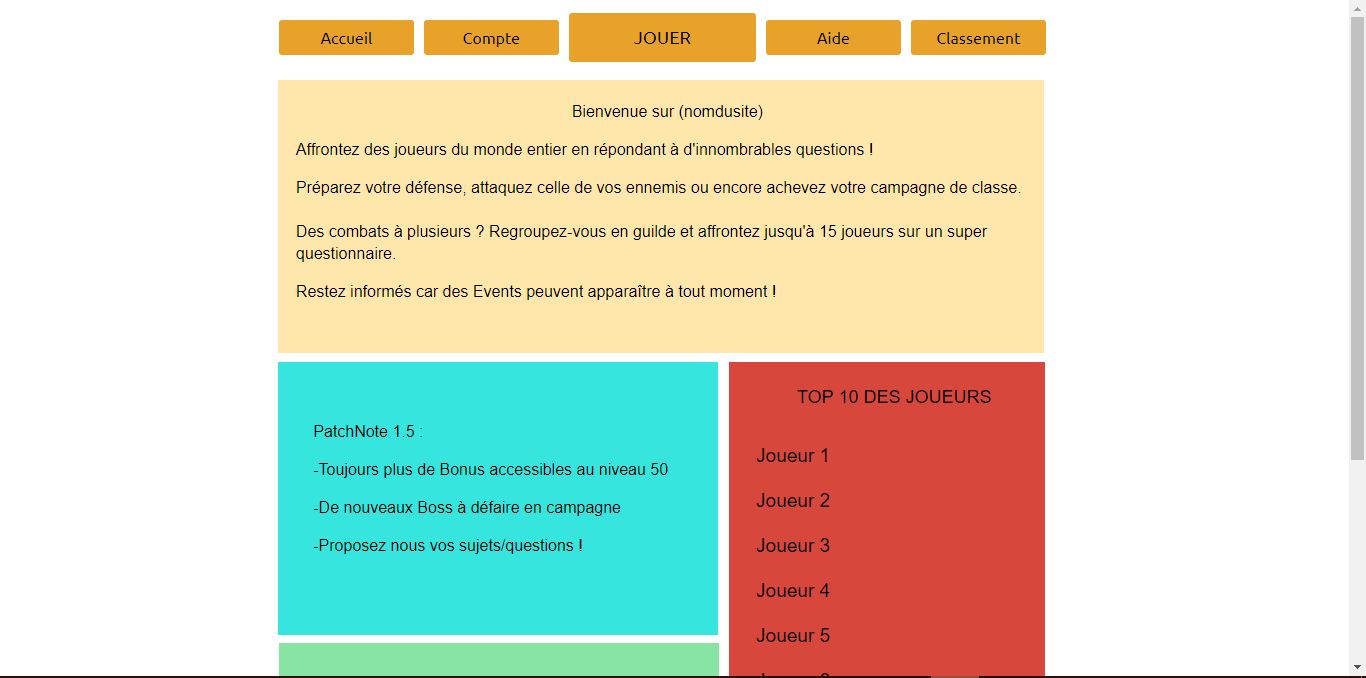 Accueil
Compte
JOUER
Aide
Classement
Bienvenue sur (nomdusite)
Affrontez des joueurs du monde entier en répondant à d'innombrables questions !
Préparez votre défense, attaquez celle de vos ennemis ou encore achevez votre campagne de classe.
Des combats à plusieurs ? Regroupez-vous en guilde et affrontez jusqu'à 15 joueurs sur un super
questionnaire.
Restez informés car des Events peuvent apparaître à tout moment !
PatchNote 1.5 :
-Toujours plus de Bonus accessibles au niveau 50
-De nouveaux Boss à défaire en campagne
-Proposez nous vos sujets/questions !
TOP 10 DES JOUEURS
Joueur 1
Joueur 2
Joueur 3
Joueur 4
Joueur 5